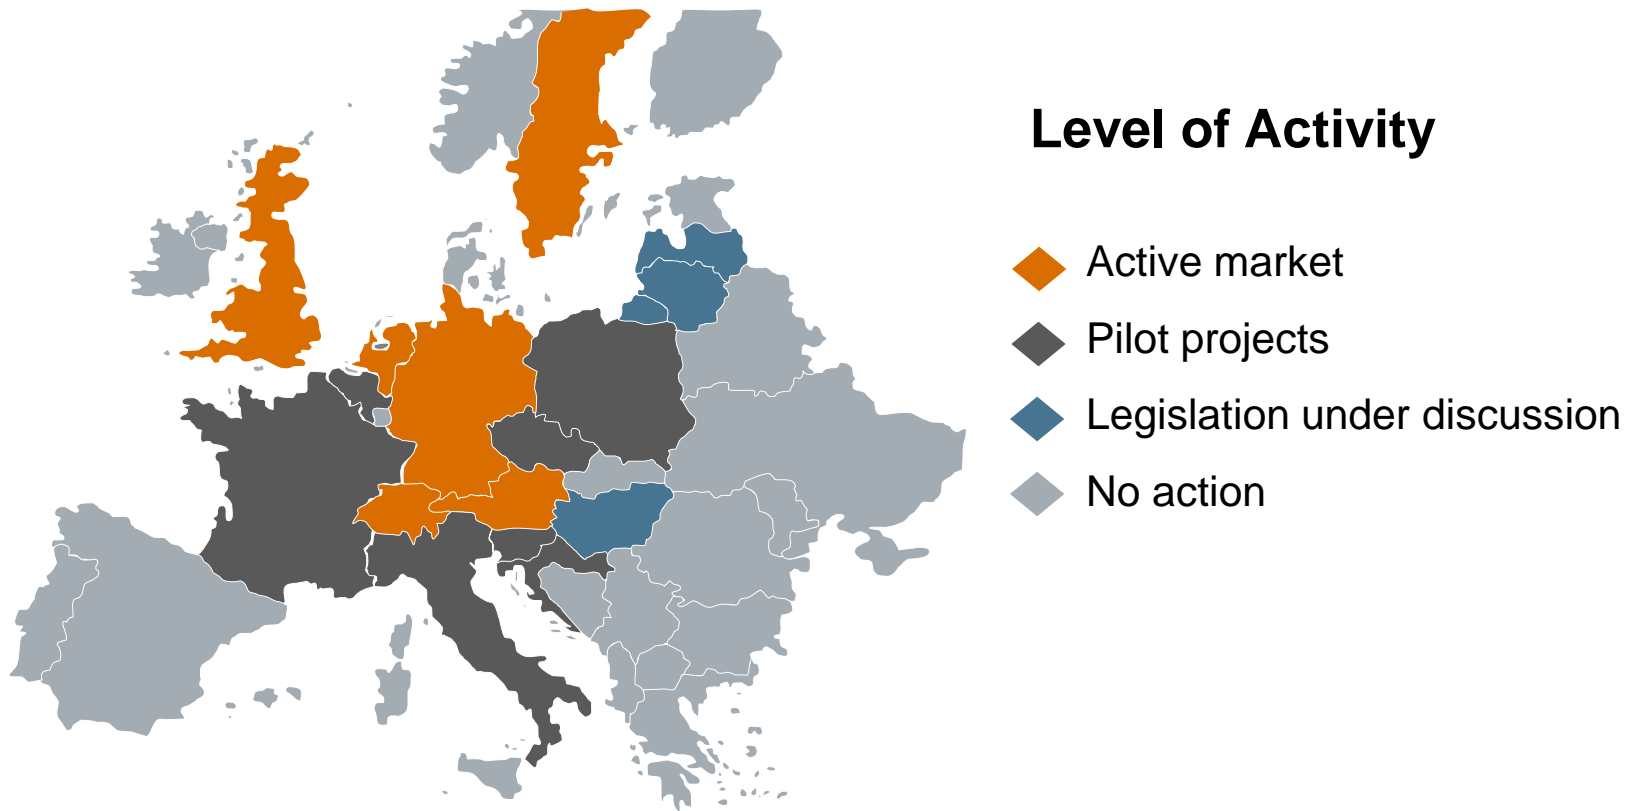 Level of Activity
Active market
Pilot projects
Legislation under discussion
No action